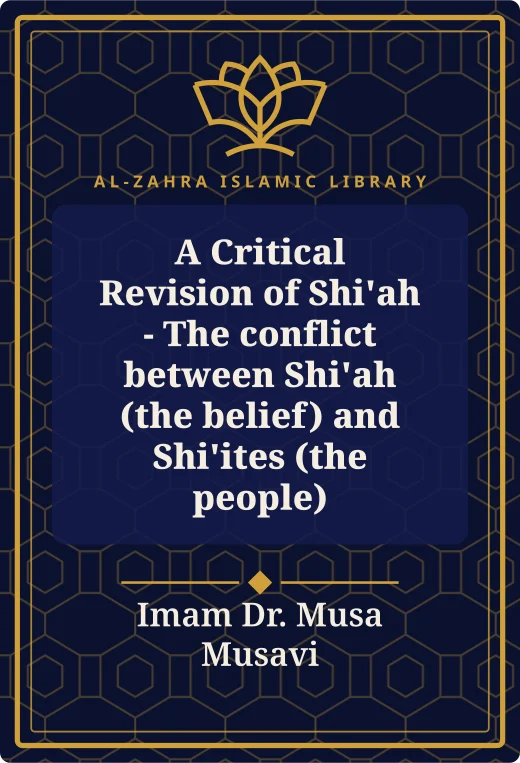 AL-ZAHRA ISLAMIC LIBRARY
A Critical
Revision of Shi'ah
- The conflict
between Shi'ah
(the belief) and
Shi'ites (the
people)
Imam Dr. Musa
Musavi